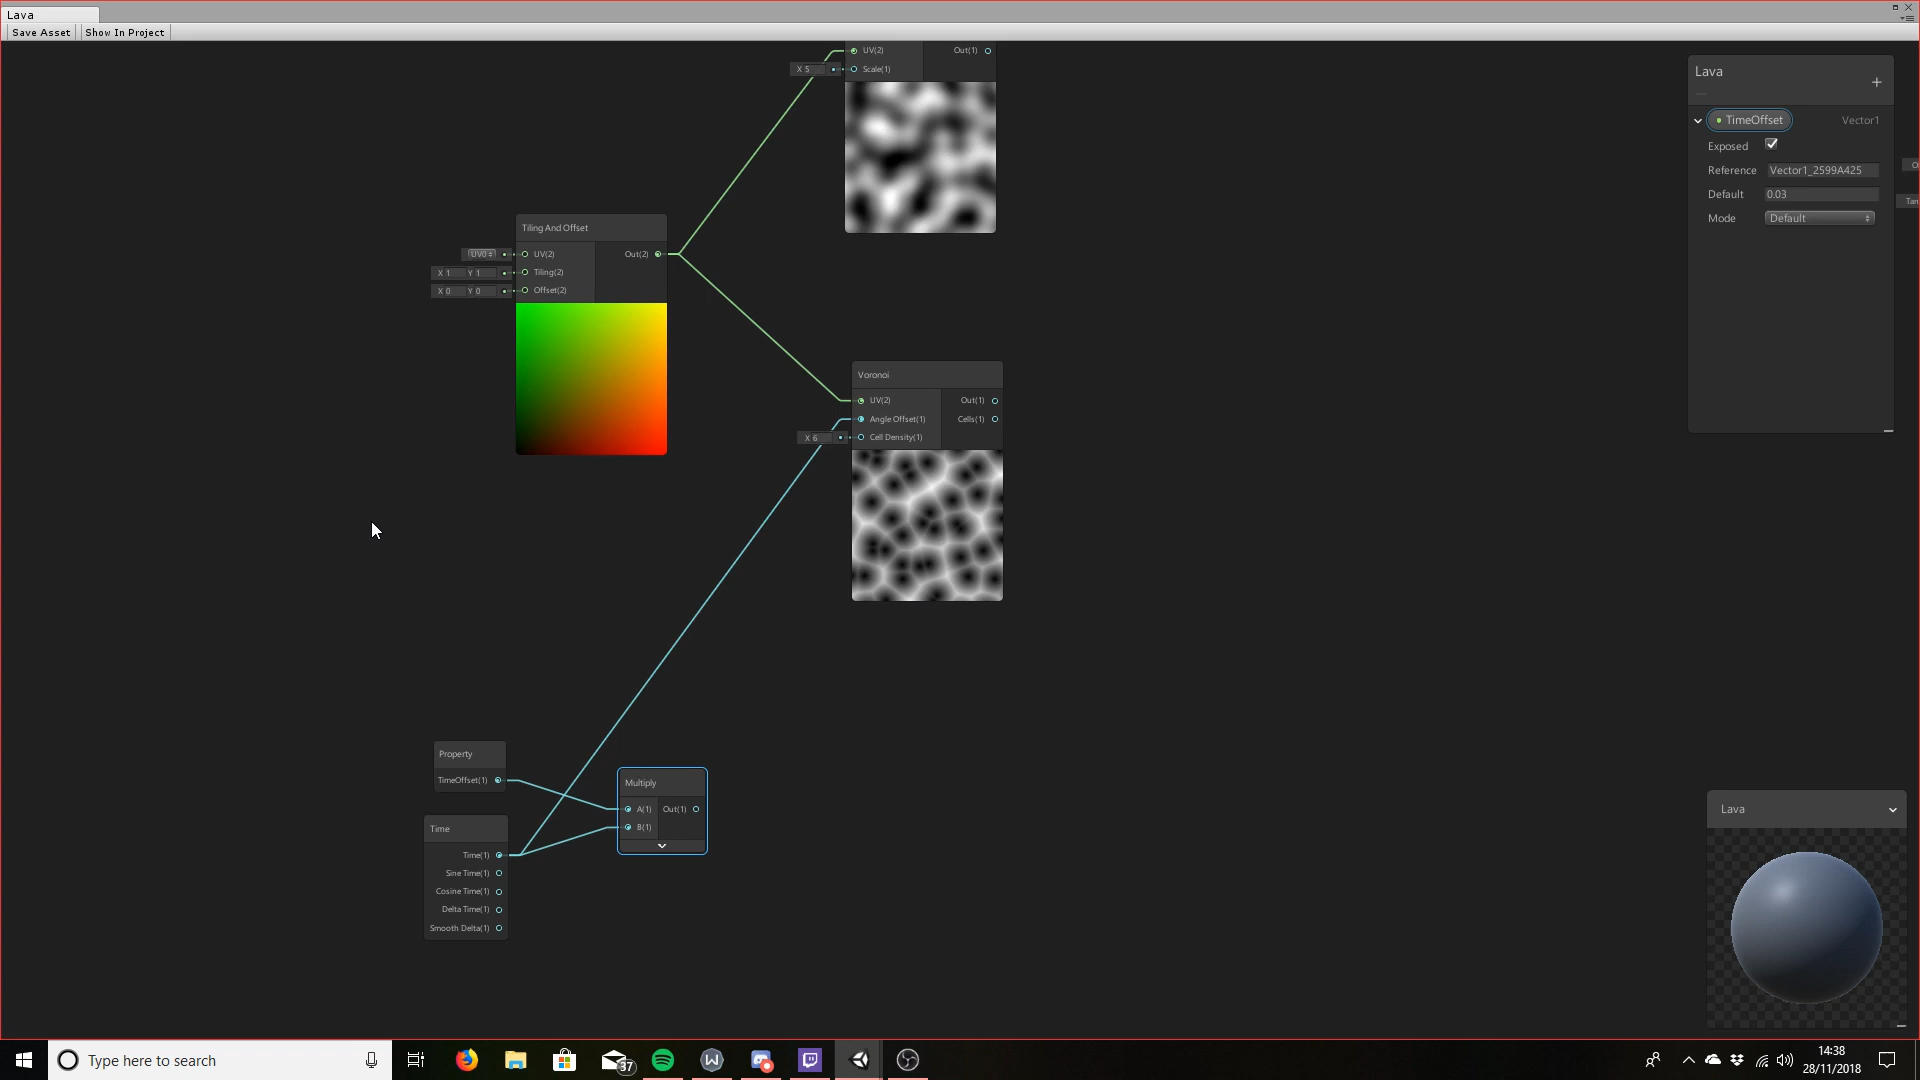 Lava
Save Asset
Show In Project
UV(2)
Out(1)
X 5
Scale(1)
Tiling And Offset
UV0
UV(2)
Out(2)
X 1 Y 1
Tiling(2)
X 0 Y 0
Offset(2)
Voronoi
UV(2)
Out(1)
Angle Offset(1)
Cells(1)
X 6
Cell Density(1)
Property
TimeOffset(1)
Multiply
A(1)
Out(1)
B(1)
Time
Time(1)
Sine Time(1)
Cosine Time(1)
Delta Time(1)
Smooth Delta(1)
Lava
+
TimeOffset
Vector1
Exposed
Reference
Vector1_2599A425
Default
0.03
Mode
Default
Tan
Lava
Type here to search
37
14:38
28/11/2018